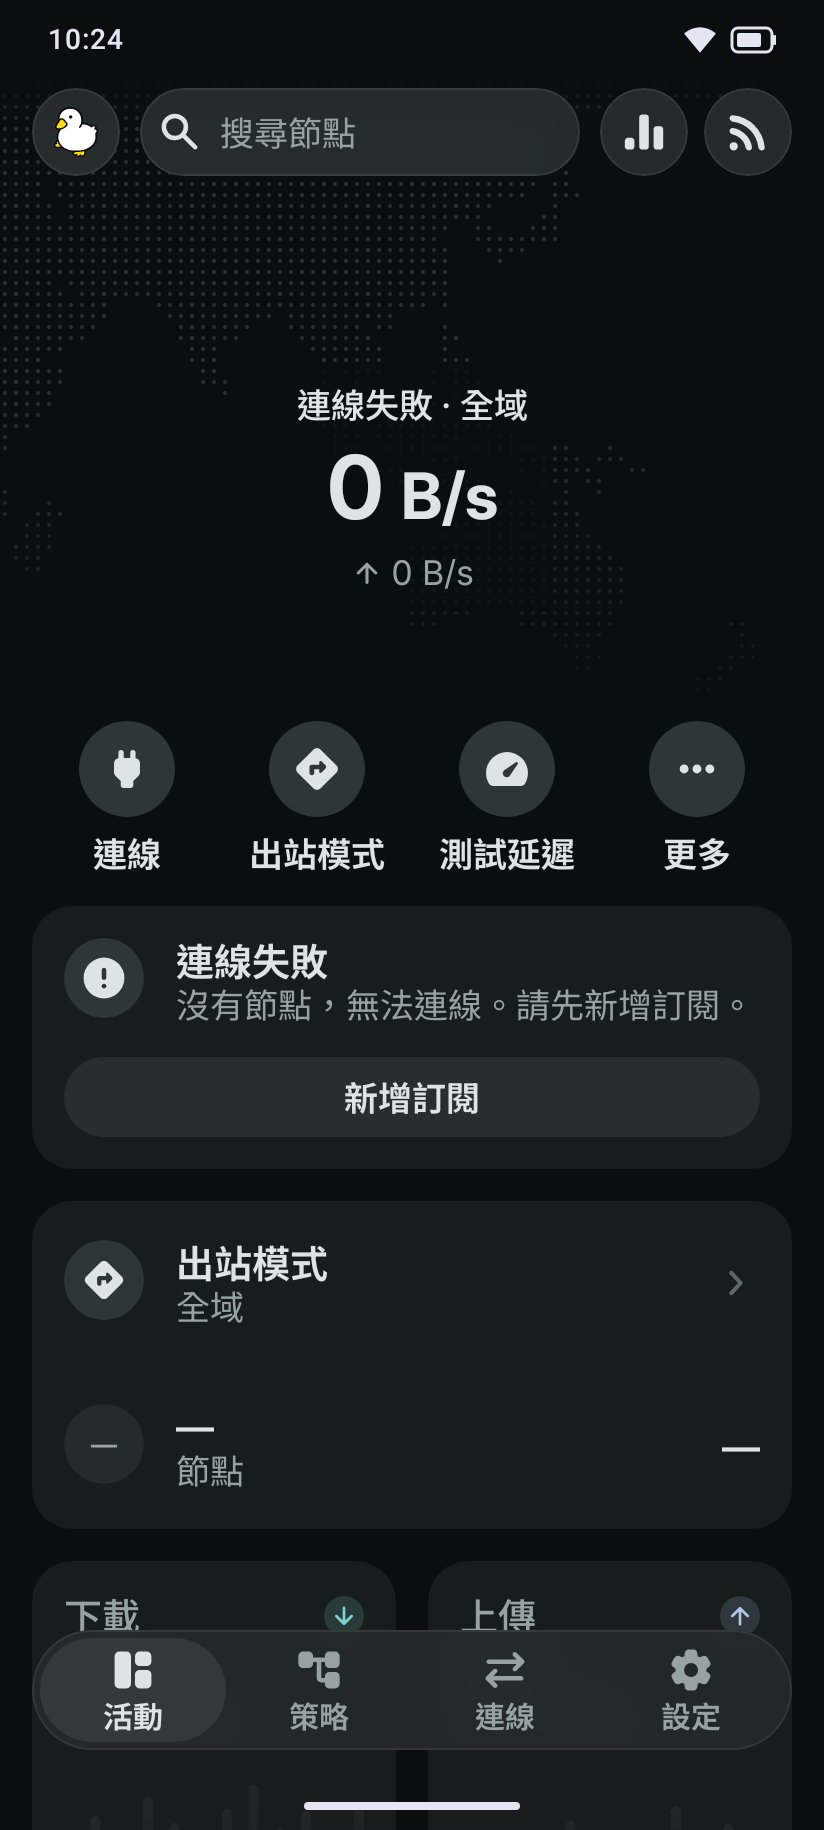 10:24
搜尋節點
連線失敗 · 全域
0 B/s
↑ 0 B/s
連線
出站模式
測試延遲
更多
連線失敗
沒有節點，無法連線。請先新增訂閱。
新增訂閱
出站模式
全域
—
節點
—
下載
上傳
活動
策略
連線
設定